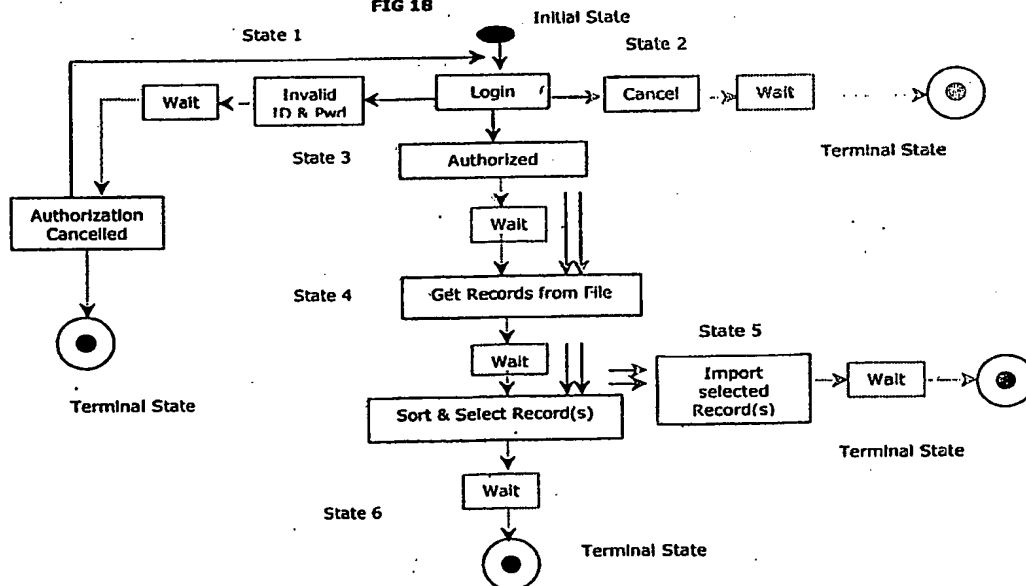 FIG 18
Initial State
State 1
State 2
Wait
Invalid
ID & Pwd
Login
Cancel
Wait
State 3
Authorized
Terminal State
Authorization
Cancelled
Wait
State 4
Get Records from File
State 5
Wait
Import
selected
Record(s)
Wait
Terminal State
Sort & Select Record(s)
Terminal State
Wait
State 6
Terminal State